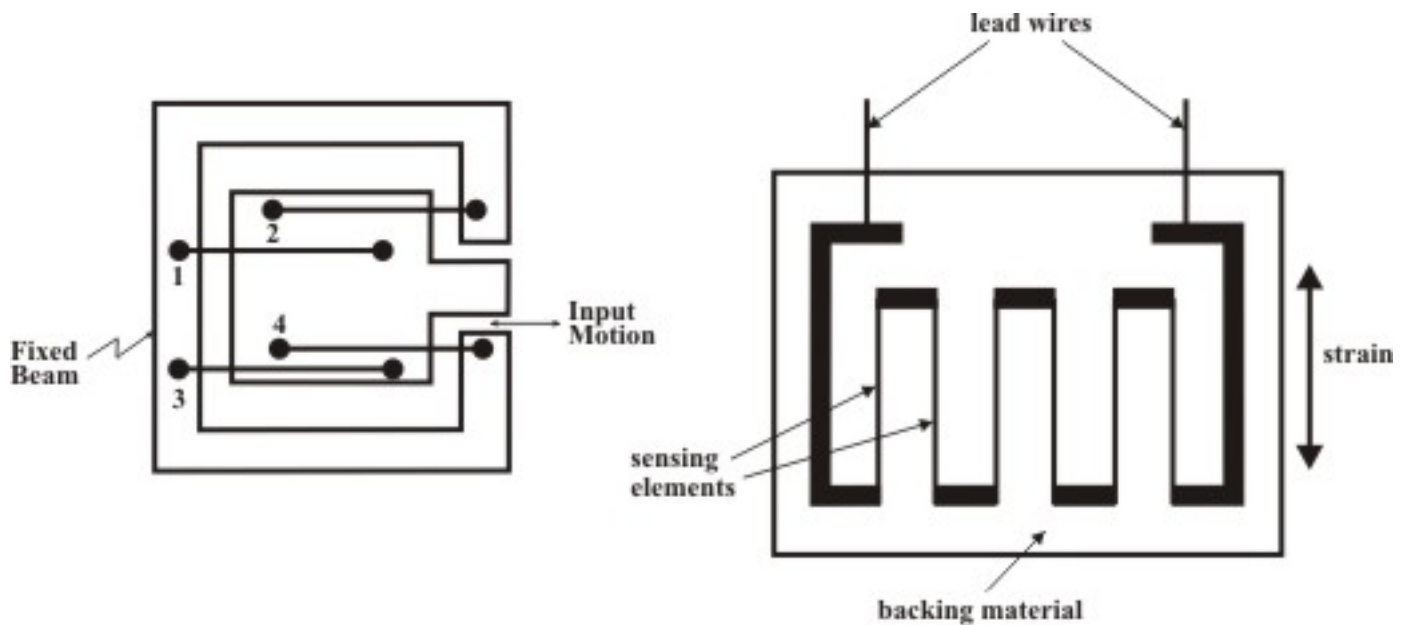 lead wires
2
1
4
Input
Motion
Fixed
Beam
3
strain
sensing
elements
backing material